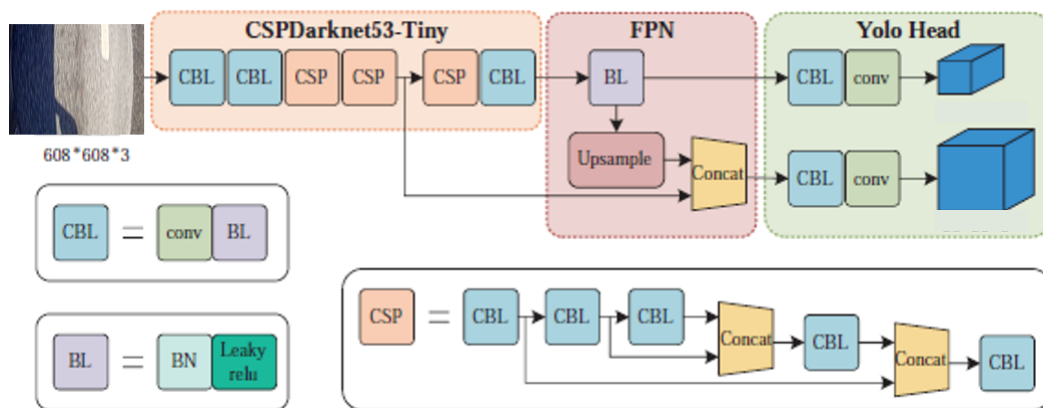 CSPDarknet53-Tiny
FPN
Yolo Head
CBL CBL CSP CSP CSP CBL
BL
CBL conv
608*608*3
Upsample
Concat
CBL conv
CBL = conv BL
BL = BN Leaky relu
CSP = CBL CBL CBL
Concat
CBL
Concat
CBL